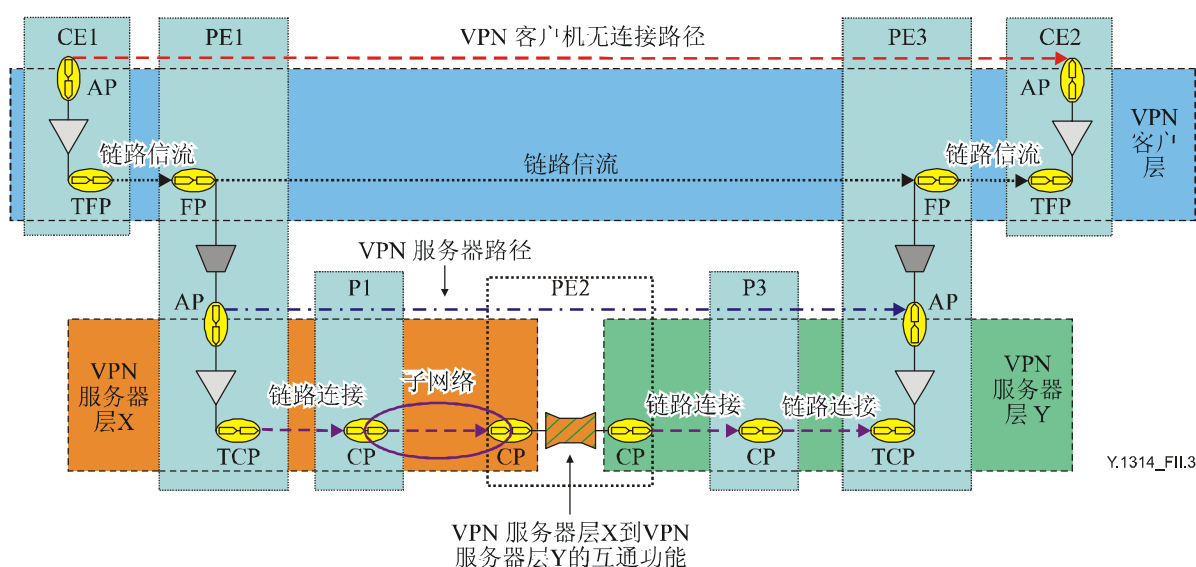 CE1
PE1
VPN 客户机无连接路径
PE3
CE2
AP
AP
VPN
客户
层
链路信流
链路信流
链路信流
TFP
FP
FP
TFP
VPN 服务器路径
P1
PE2
P3
AP
AP
VPN
服务器
层X
VPN
服务器
层 Y
链路连接
子网络
链路连接
链路连接
TCP
CP
CP
CP
CP
TCP
Y.1314_FII.3
VPN 服务器层X到VPN
服务器层Y的互通功能